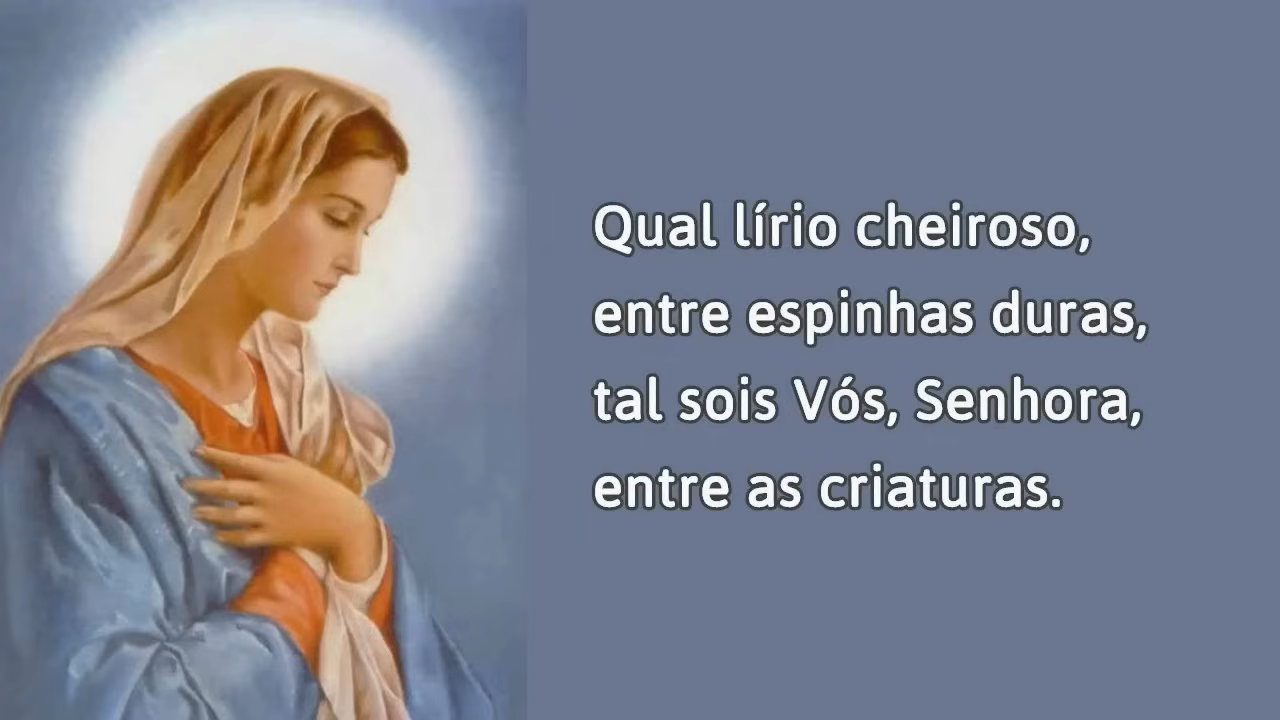 Qual lírio cheiroso,
entre espinhas duras,
tal sois Vós, Senhora,
entre as criaturas.